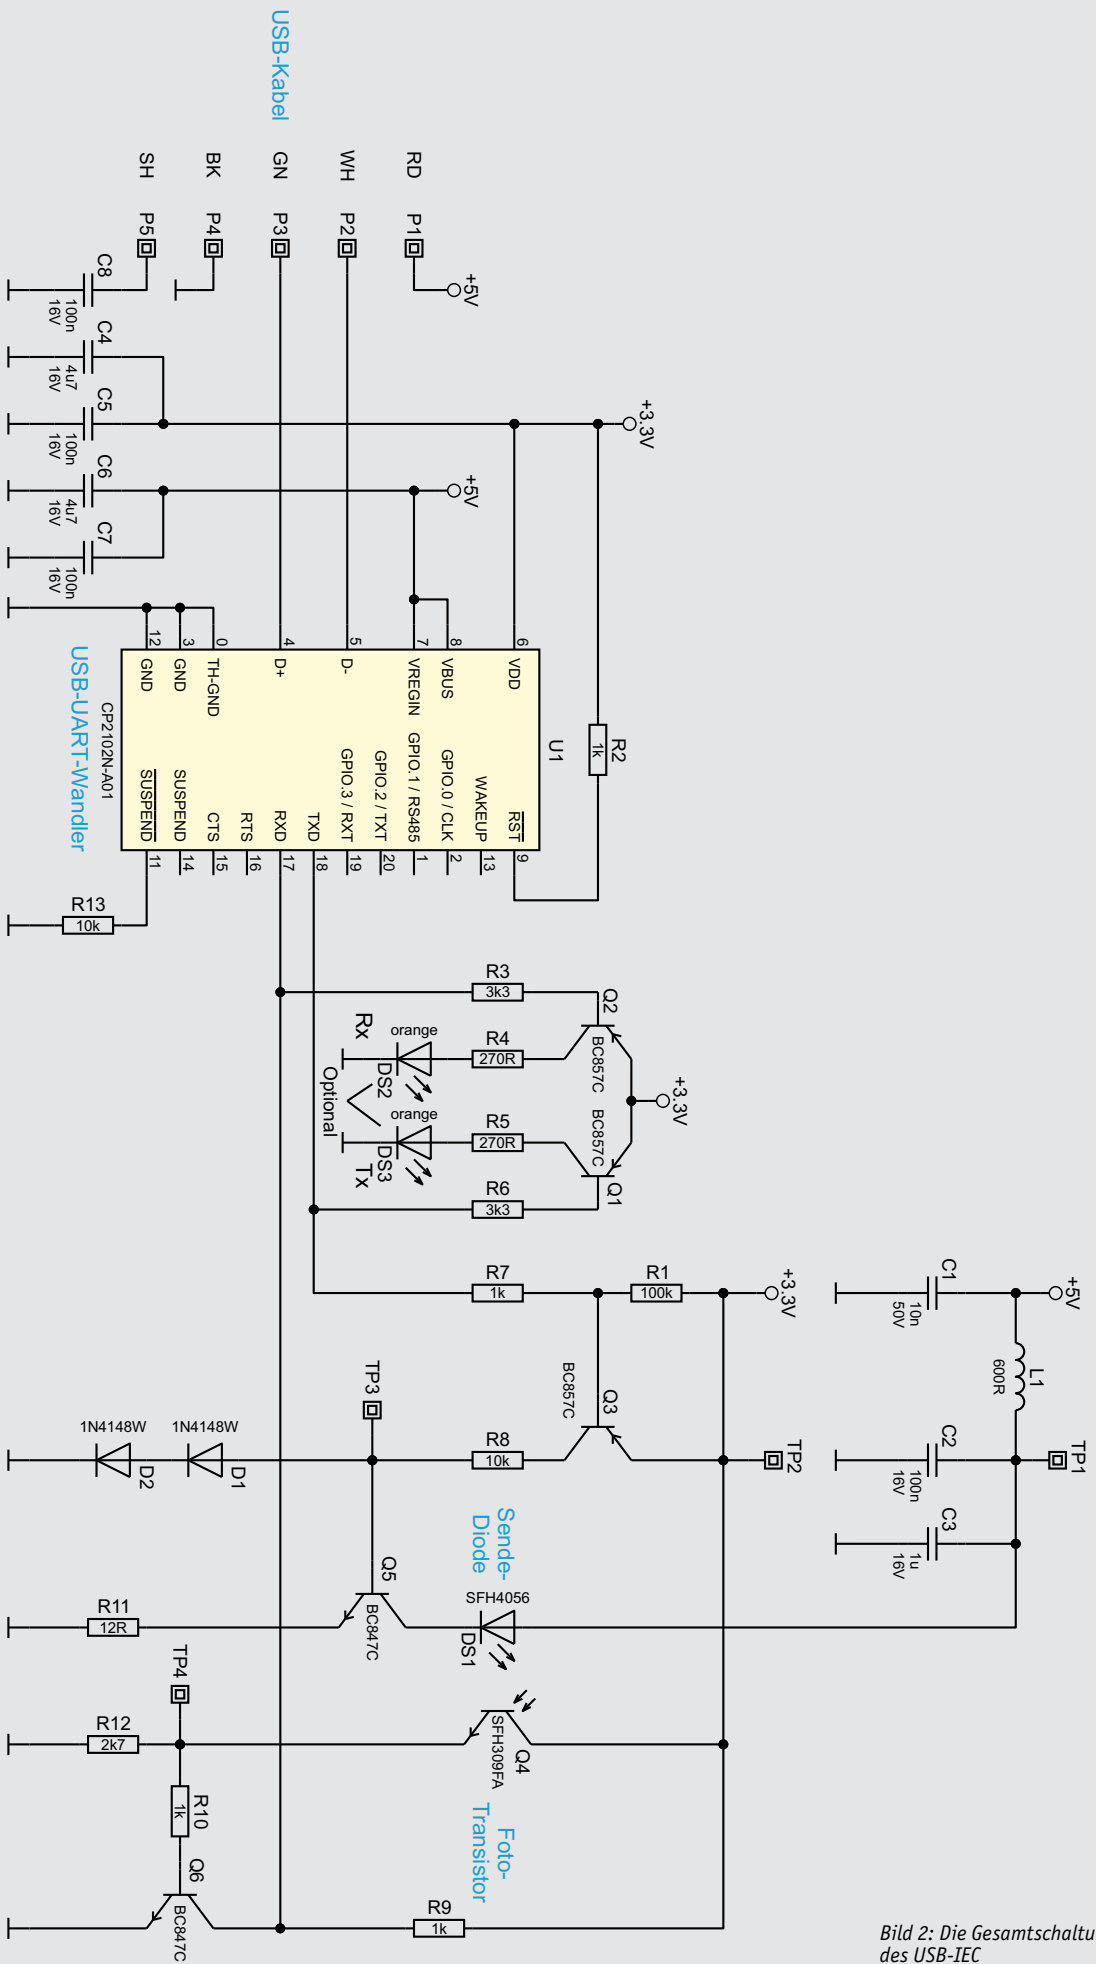 USB-Kabel
RD P1
WH P2
GN P3
BK P4
SH P5
+5V
C8
100n
16V
C4
4u7
16V
C5
100n
16V
C6
4u7
16V
C7
100n
16V
+3.3V
+5V
R2
1k
U1
6 VDD
8 VBUS
7 VREGIN
5 D-
4 D+
0 TH-GND
3 GND
12 GND
RST 9
WAKEUP 13
GPIO.0 / CLK 2
GPIO.1 / RS485 1
GPIO.2 / TXT 20
GPIO.3 / RXT 19
TXD 18
RXD 17
RTS 16
CTS 15
SUSPEND 14
SUSPEND 11
CP2102N-A01
USB-UART-Wandler
R13
10k
R3
3k3
Q2
BC857C
R4
270R
orange
DS2
Rx
Optional
+3.3V
BC857C
Q1
R5
270R
orange
DS3
Tx
R6
3k3
R7
1k
R1
100k
+3.3V
C1
10n
50V
+5V
L1
600R
C2
100n
16V
TP1
C3
1u
16V
TP2
Q3
BC857C
R8
10k
TP3
1N4148W
D1
1N4148W
D2
Sende-
Diode
SFH4056
DS1
Q5
BC847C
R11
12R
TP4
R12
2k7
Q4
SFH309FA
Foto-
Transistor
R10
1k
Q6
BC847C
R9
1k
Bild 2: Die Gesamtschaltu
des USB-IEC